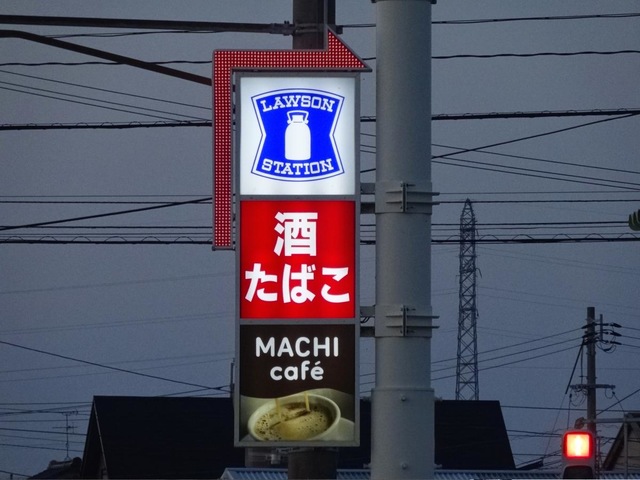 LAWSON
STATION
酒
たばこ
MACHI
café